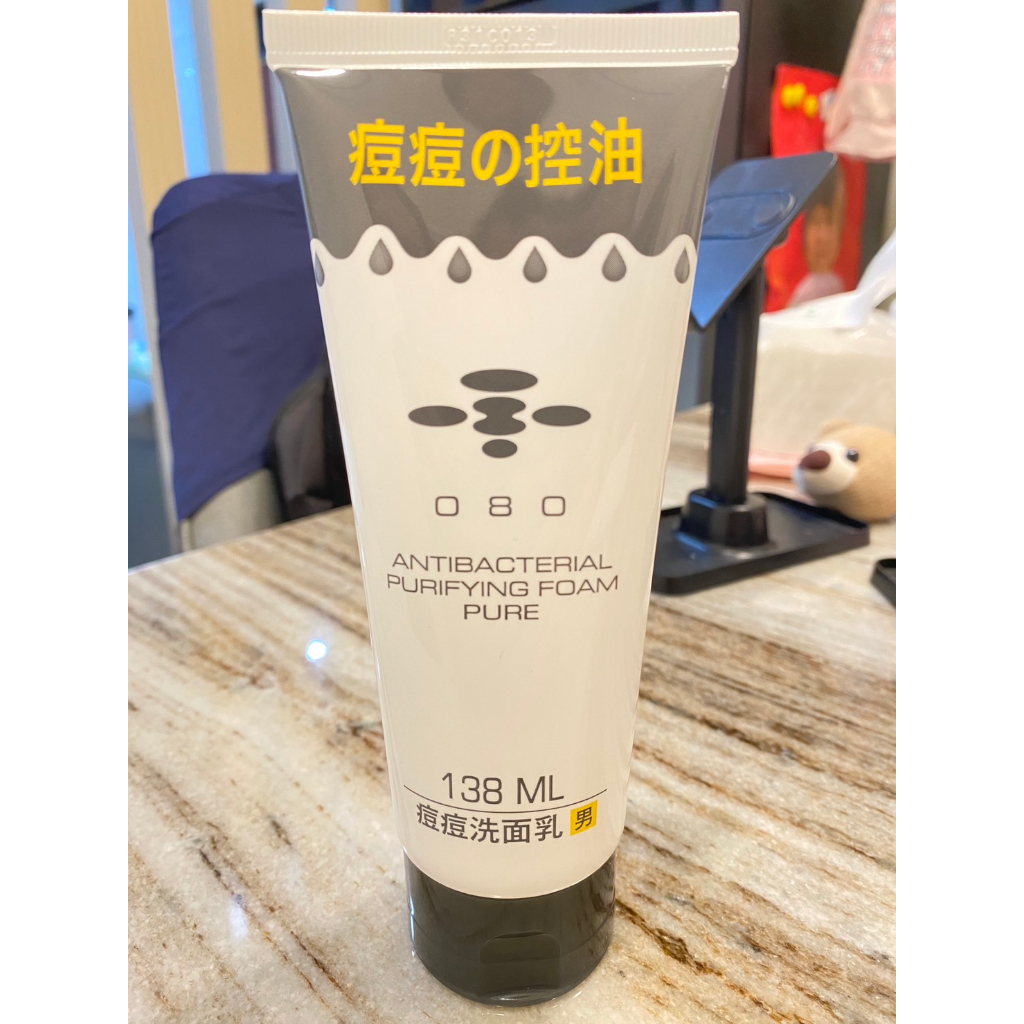 痘痘の控油
080
ANTIBACTERIAL
PURIFYING FOAM
PURE
138 ML
痘痘洗面乳 男